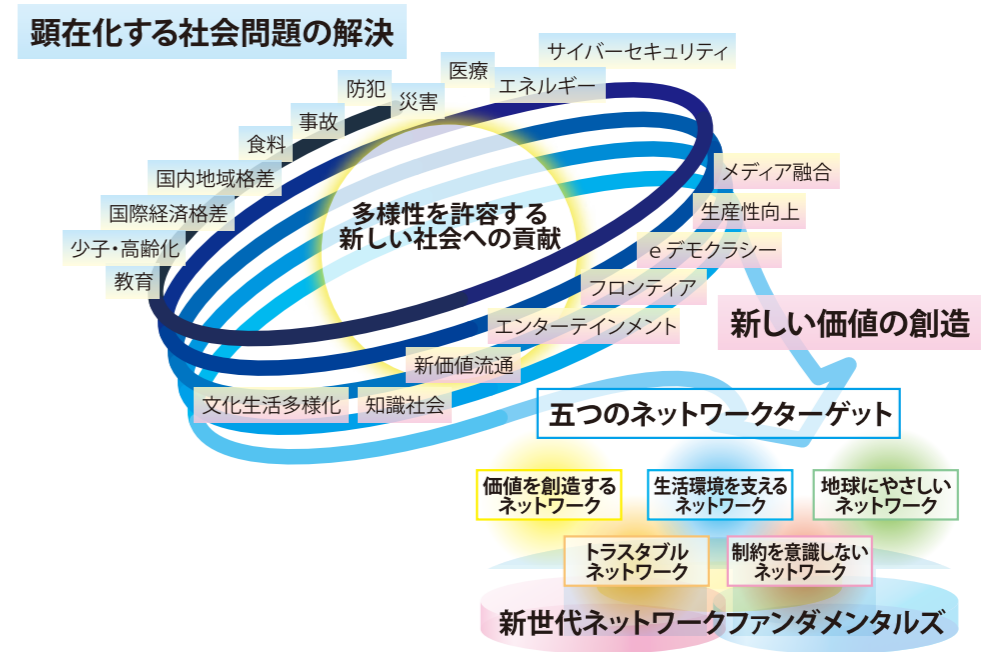 顕在化する社会問題の解決
サイバーセキュリティ
医療
エネルギー
防犯
災害
事故
食料
国内地域格差
国際経済格差
少子・高齢化
教育
多様性を許容する
新しい社会への貢献
メディア融合
生産性向上
eデモクラシー
フロンティア
エンターテインメント
新価値流通
文化生活多様化
知識社会
新しい価値の創造
五つのネットワークターゲット
価値を創造する
ネットワーク
生活環境を支える
ネットワーク
地球にやさしい
ネットワーク
トラスタブル
ネットワーク
制約を意識しない
ネットワーク
新世代ネットワークファンダメンタルズ